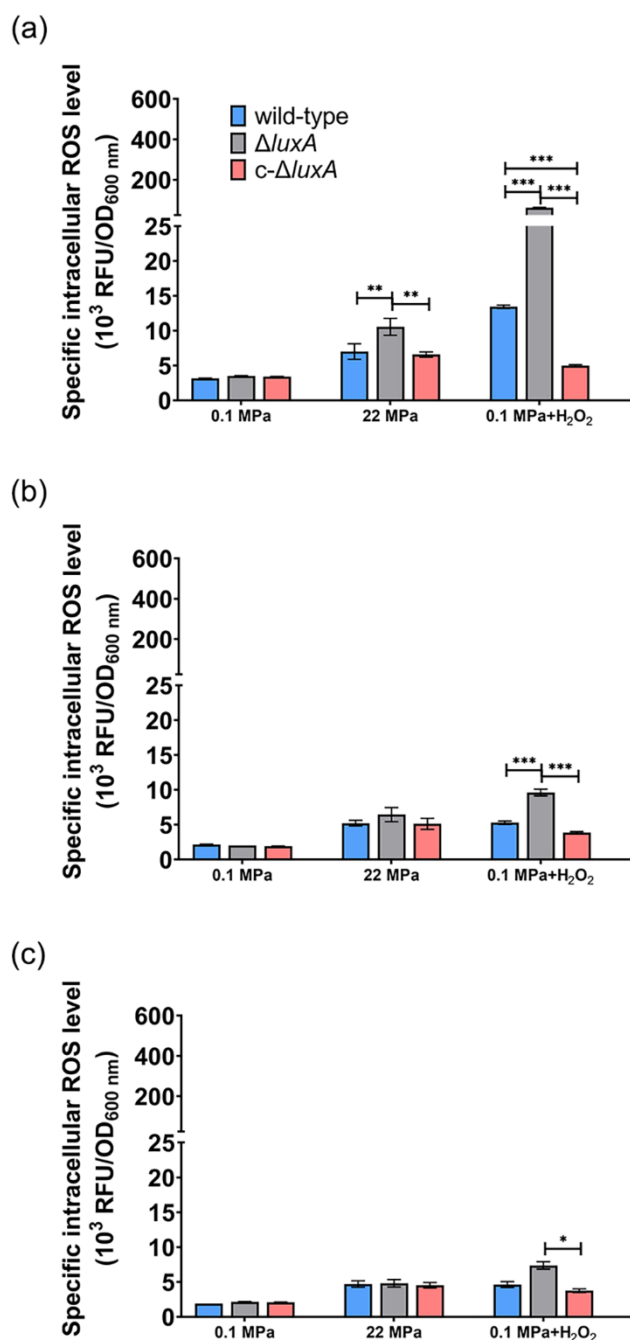 (a)
Specific intracellular ROS level
(10³ RFU/OD₆₀₀ ₙₘ)
600
400
200
25
20
15
10
5
0
wild-type
ΔluxA
c-ΔluxA
** **
***
*** ***
0.1 MPa 22 MPa 0.1 MPa+H₂O₂
(b)
Specific intracellular ROS level
(10³ RFU/OD₆₀₀ ₙₘ)
600
400
200
25
20
15
10
5
0
*** ***
0.1 MPa 22 MPa 0.1 MPa+H₂O₂
(c)
Specific intracellular ROS level
(10³ RFU/OD₆₀₀ ₙₘ)
600
400
200
25
20
15
10
5
0
*
0.1 MPa 22 MPa 0.1 MPa+H₂O₂